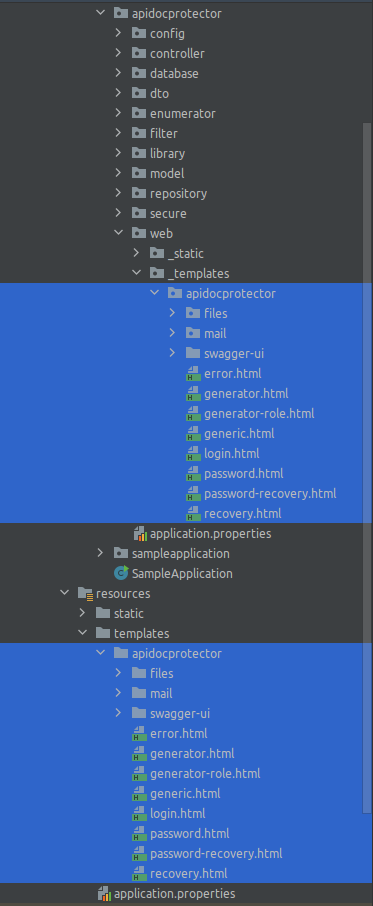 apidocprotector
config
controller
database
dto
enumerator
filter
library
model
repository
secure
web
_static
_templates
apidocprotector
files
mail
swagger-ui
error.html
generator.html
generator-role.html
generic.html
login.html
password.html
password-recovery.html
recovery.html
application.properties
sampleapplication
SampleApplication
resources
static
templates
apidocprotector
files
mail
swagger-ui
error.html
generator.html
generator-role.html
generic.html
login.html
password.html
password-recovery.html
recovery.html
application.properties